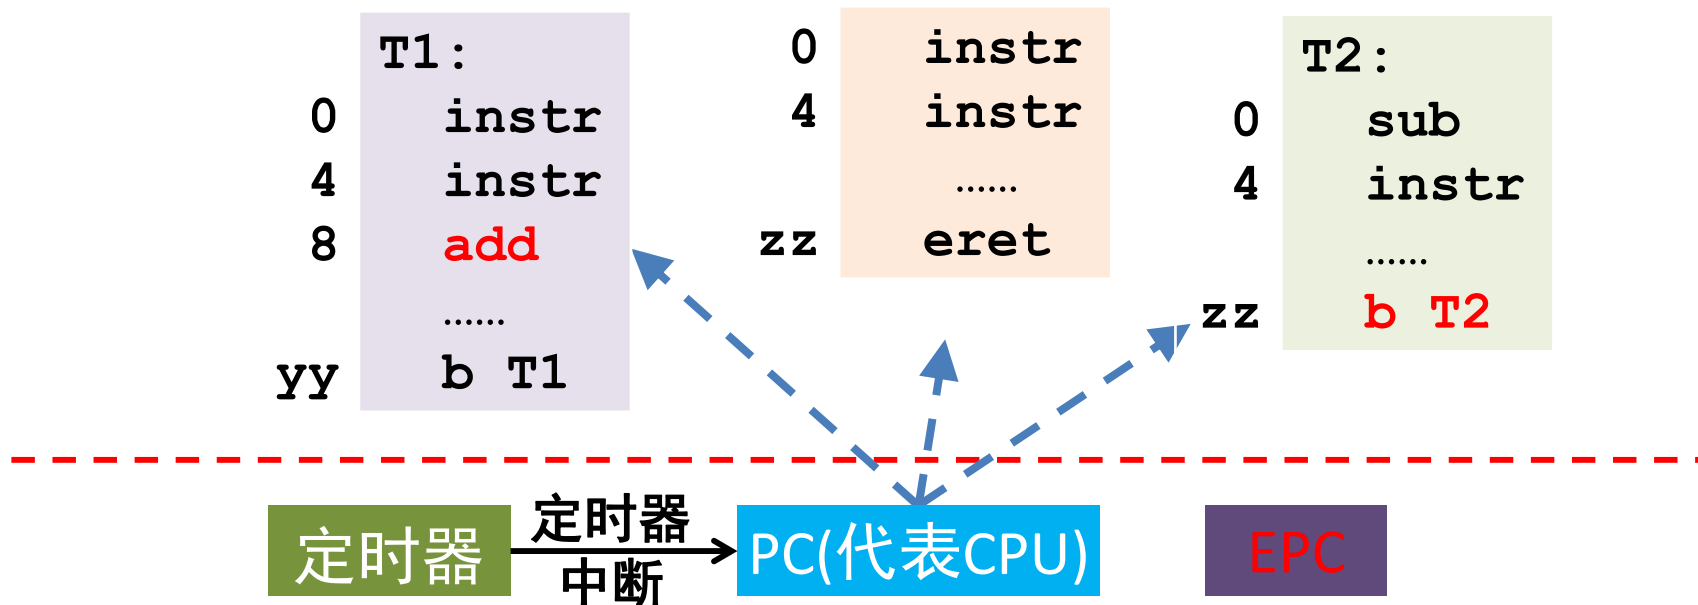 T1:
0 instr
4 instr
8 add
......
yy b T1
0 instr
4 instr
......
zz eret
T2:
0 sub
4 instr
......
zz b T2
定时器
定时器
中断
PC(代表CPU)
EPC